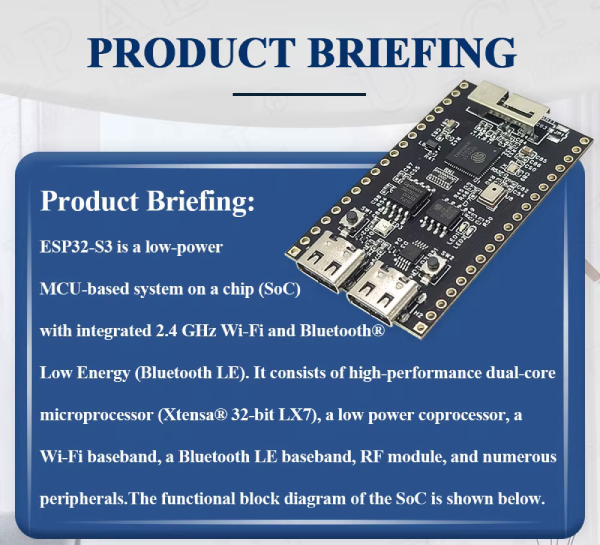 PRODUCT BRIEFING
Product Briefing:
ESP32-S3 is a low-power
MCU-based system on a chip (SoC)
with integrated 2.4 GHz Wi-Fi and Bluetooth®
Low Energy (Bluetooth LE). It consists of high-performance dual-core
microprocessor (Xtensa® 32-bit LX7), a low power coprocessor, a
Wi-Fi baseband, a Bluetooth LE baseband, RF module, and numerous
peripherals.The functional block diagram of the SoC is shown below.